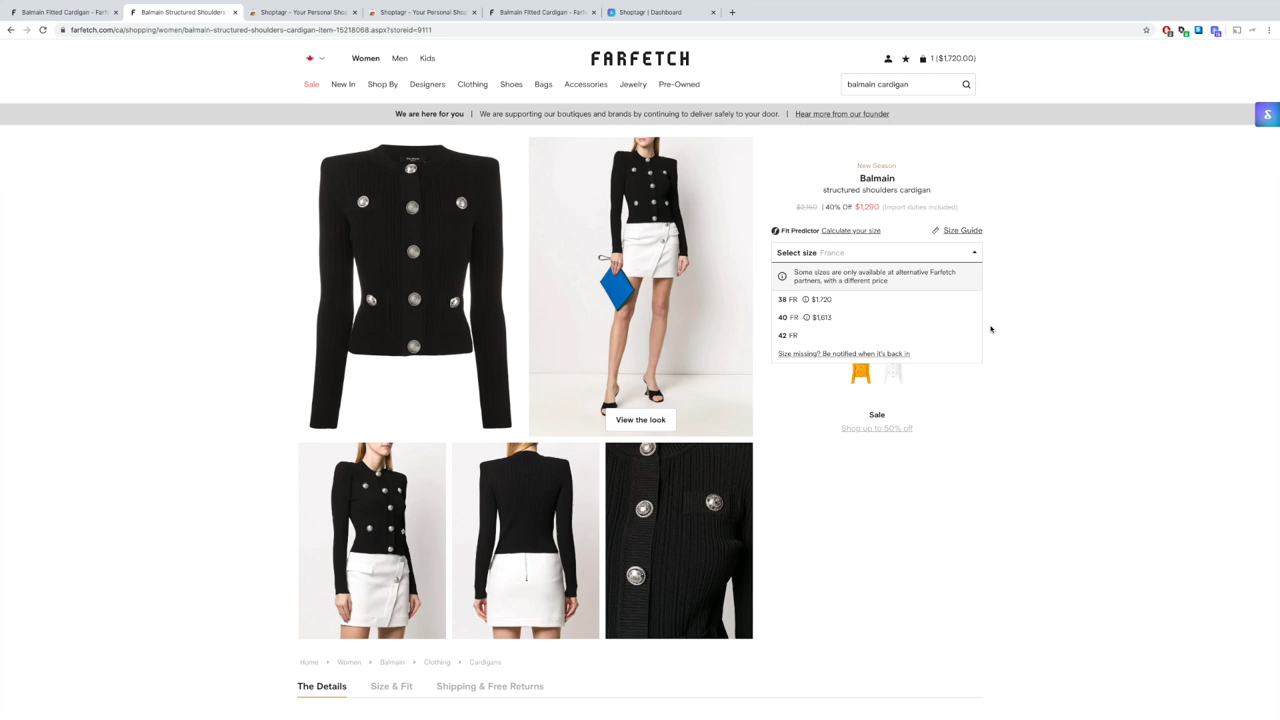 Balmain Fitted Cardigan - Farf
Balmain Structured Shoulders
Shoptagr - Your Personal Sho
Shoptagr - Your Personal Sho
Balmain Fitted Cardigan - Farf
Shoptagr | Dashboard
farfetch.com/ca/shopping/women/balmain-structured-shoulders-cardigan-item-15218068.aspx?storeid=9111
Women Men Kids
FARFETCH
1 ($1,720.00)
Sale New In Shop By Designers Clothing Shoes Bags Accessories Jewelry Pre-Owned
balmain cardigan
We are here for you | We are supporting our boutiques and brands by continuing to deliver safely to your door. | Hear more from our founder
New Season
Balmain
structured shoulders cardigan
$2,150 | 40% Off $1,290 (Import duties included)
Fit Predictor Calculate your size
Size Guide
Select size France
Some sizes are only available at alternative Farfetch
partners, with a different price
38 FR $1,720
40 FR $1,613
42 FR
Size missing? Be notified when it's back in
View the look
Sale
Shop up to 50% off
Home Women Balmain Clothing Cardigans
The Details Size & Fit Shipping & Free Returns